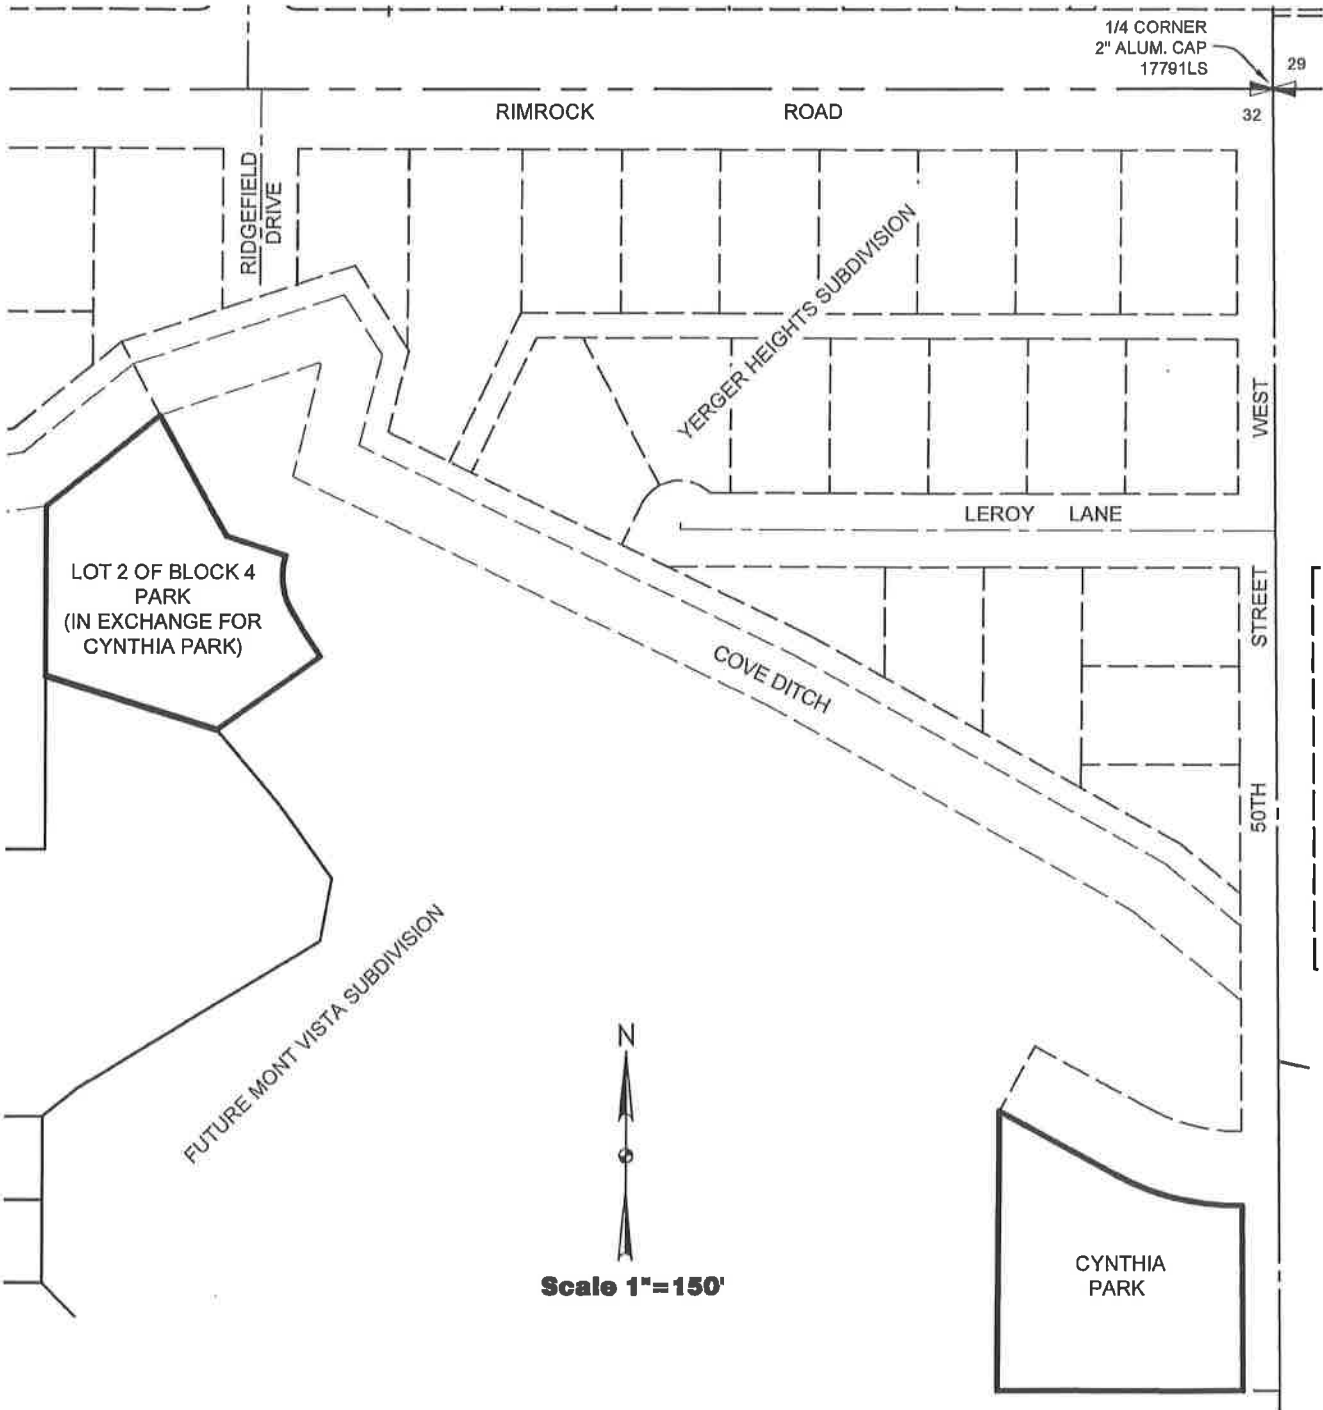 1/4 CORNER
2" ALUM. CAP
17791LS
29
32
RIMROCK ROAD
RIDGEFIELD
DRIVE
YERGER HEIGHTS SUBDIVISION
WEST
LEROY LANE
STREET
LOT 2 OF BLOCK 4
PARK
(IN EXCHANGE FOR
CYNTHIA PARK)
COVE DITCH
50TH
FUTURE MONT VISTA SUBDIVISION
N
Scale 1"=150'
CYNTHIA
PARK